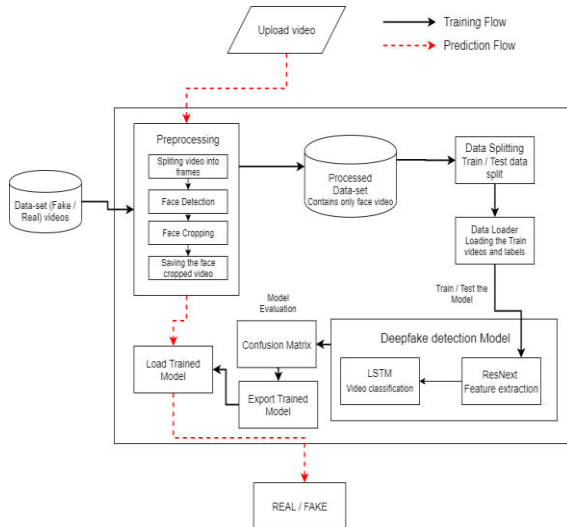 Upload video
Training Flow
Prediction Flow
Preprocessing
Spliting video into
frames
Face Detection
Face Cropping
Saving the face
cropped video
Data-set (Fake /
Real) videos
Processed
Data-set
Contains only face video
Data Splitting
Train / Test data
split
Data Loader
Loading the Train
videos and labels
Train / Test the
Model
Model
Evaluation
Deepfake detection Model
Confusion Matrix
LSTM
Video classification
ResNext
Feature extraction
Load Trained
Model
Export Trained
Model
REAL / FAKE